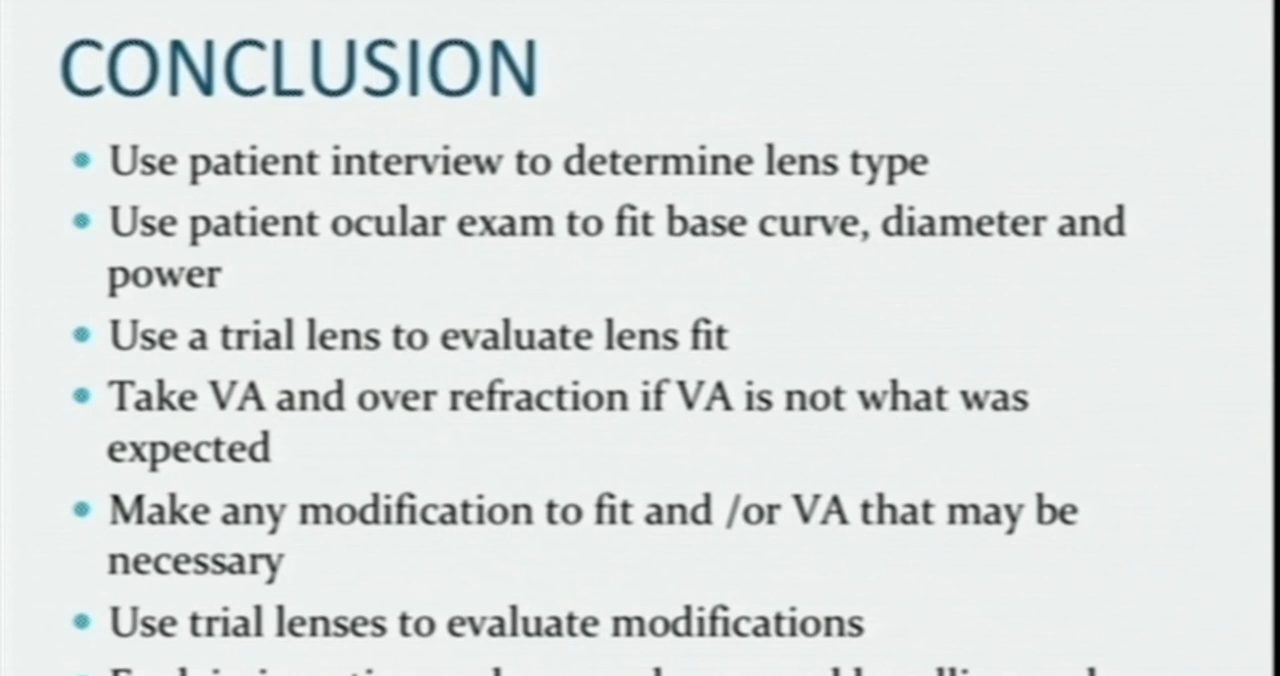 CONCLUSION
• Use patient interview to determine lens type
• Use patient ocular exam to fit base curve, diameter and
power
• Use a trial lens to evaluate lens fit
• Take VA and over refraction if VA is not what was
expected
• Make any modification to fit and /or VA that may be
necessary
• Use trial lenses to evaluate modifications